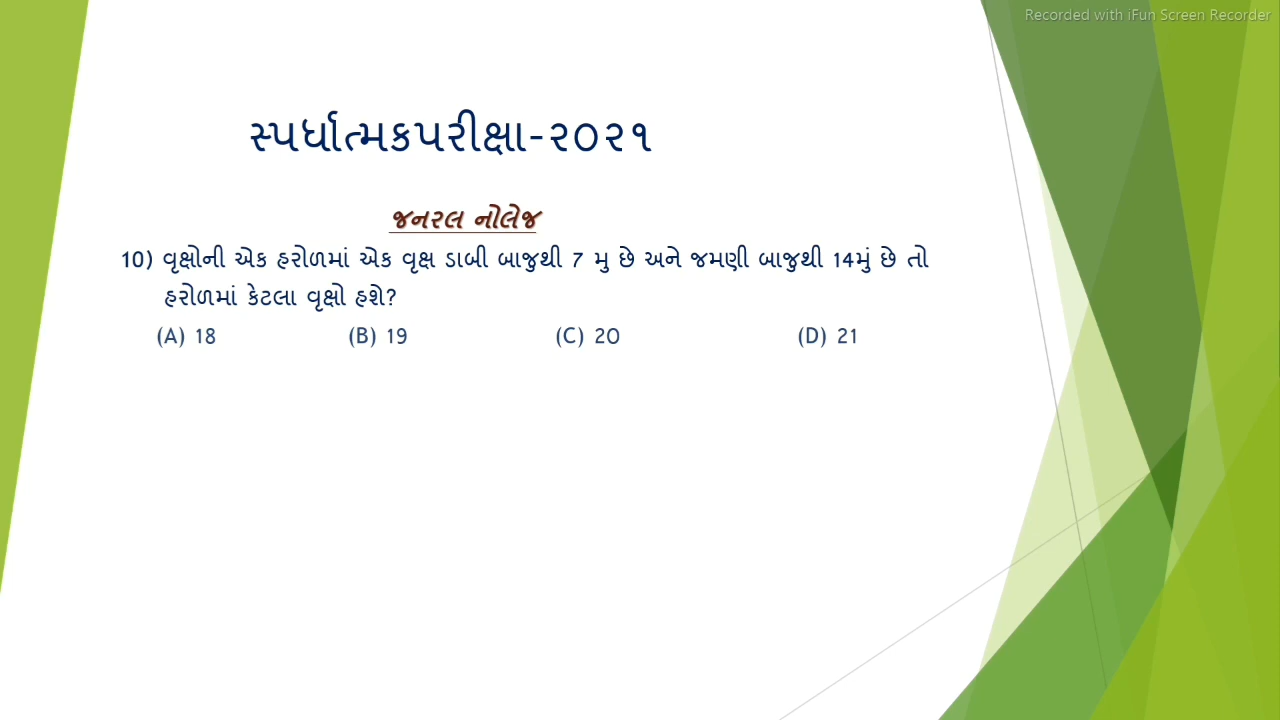 Recorded with iFun Screen Recorder
સ્પર્ધાત્મકપરીક્ષા-૨૦૨૧
જનરલ નોલેજ
10) વૃક્ષોની એક હરોળમાં એક વૃક્ષ ડાબી બાજુથી 7 મુ છે અને જમણી બાજુથી 14મું છે તો
હરોળમાં કેટલા વૃક્ષો હશે?
(A) 18 (B) 19 (C) 20 (D) 21